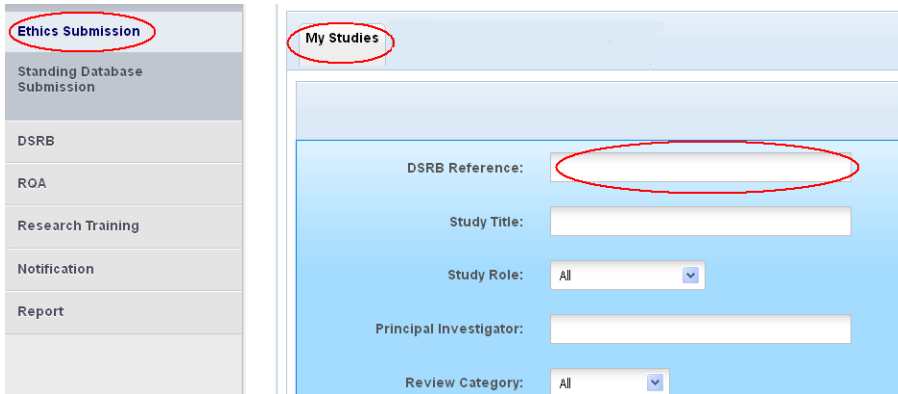 Ethics Submission
Standing Database
Submission
DSRB
RQA
Research Training
Notification
Report
My Studies
DSRB Reference:
Study Title:
Study Role: All
Principal Investigator:
Review Category: All